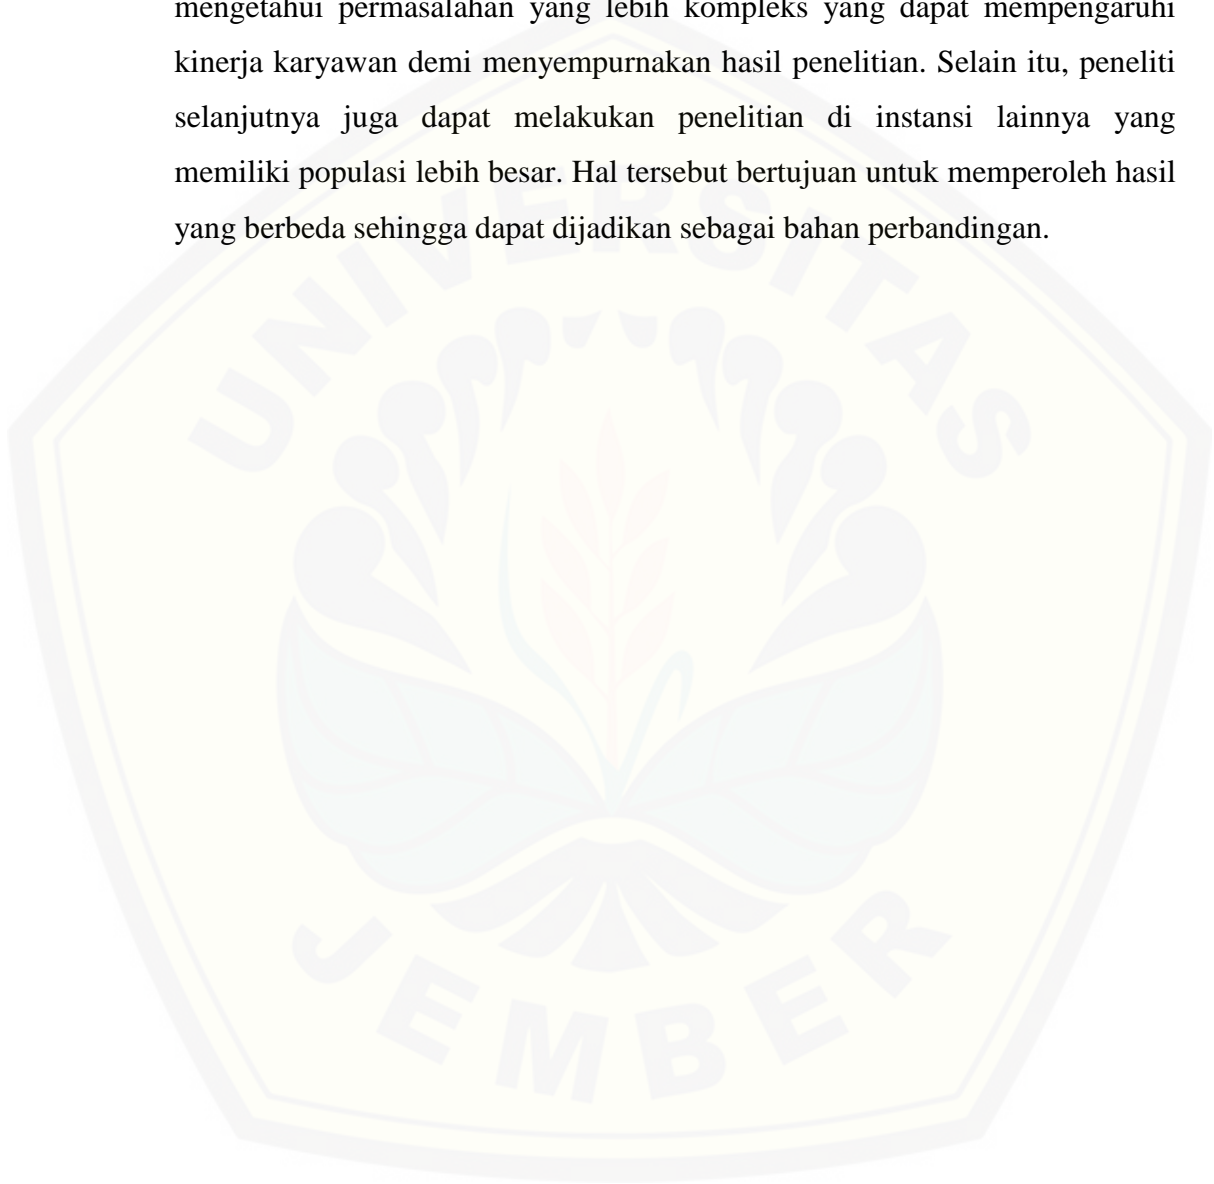 mengetahui permasalahan yang lebih kompleks yang dapat mempengaruhi
kinerja karyawan demi menyempurnakan hasil penelitian. Selain itu, peneliti
selanjutnya juga dapat melakukan penelitian di instansi lainnya yang
memiliki populasi lebih besar. Hal tersebut bertujuan untuk memperoleh hasil
yang berbeda sehingga dapat dijadikan sebagai bahan perbandingan.
UNIVERSITAS
JEMBER